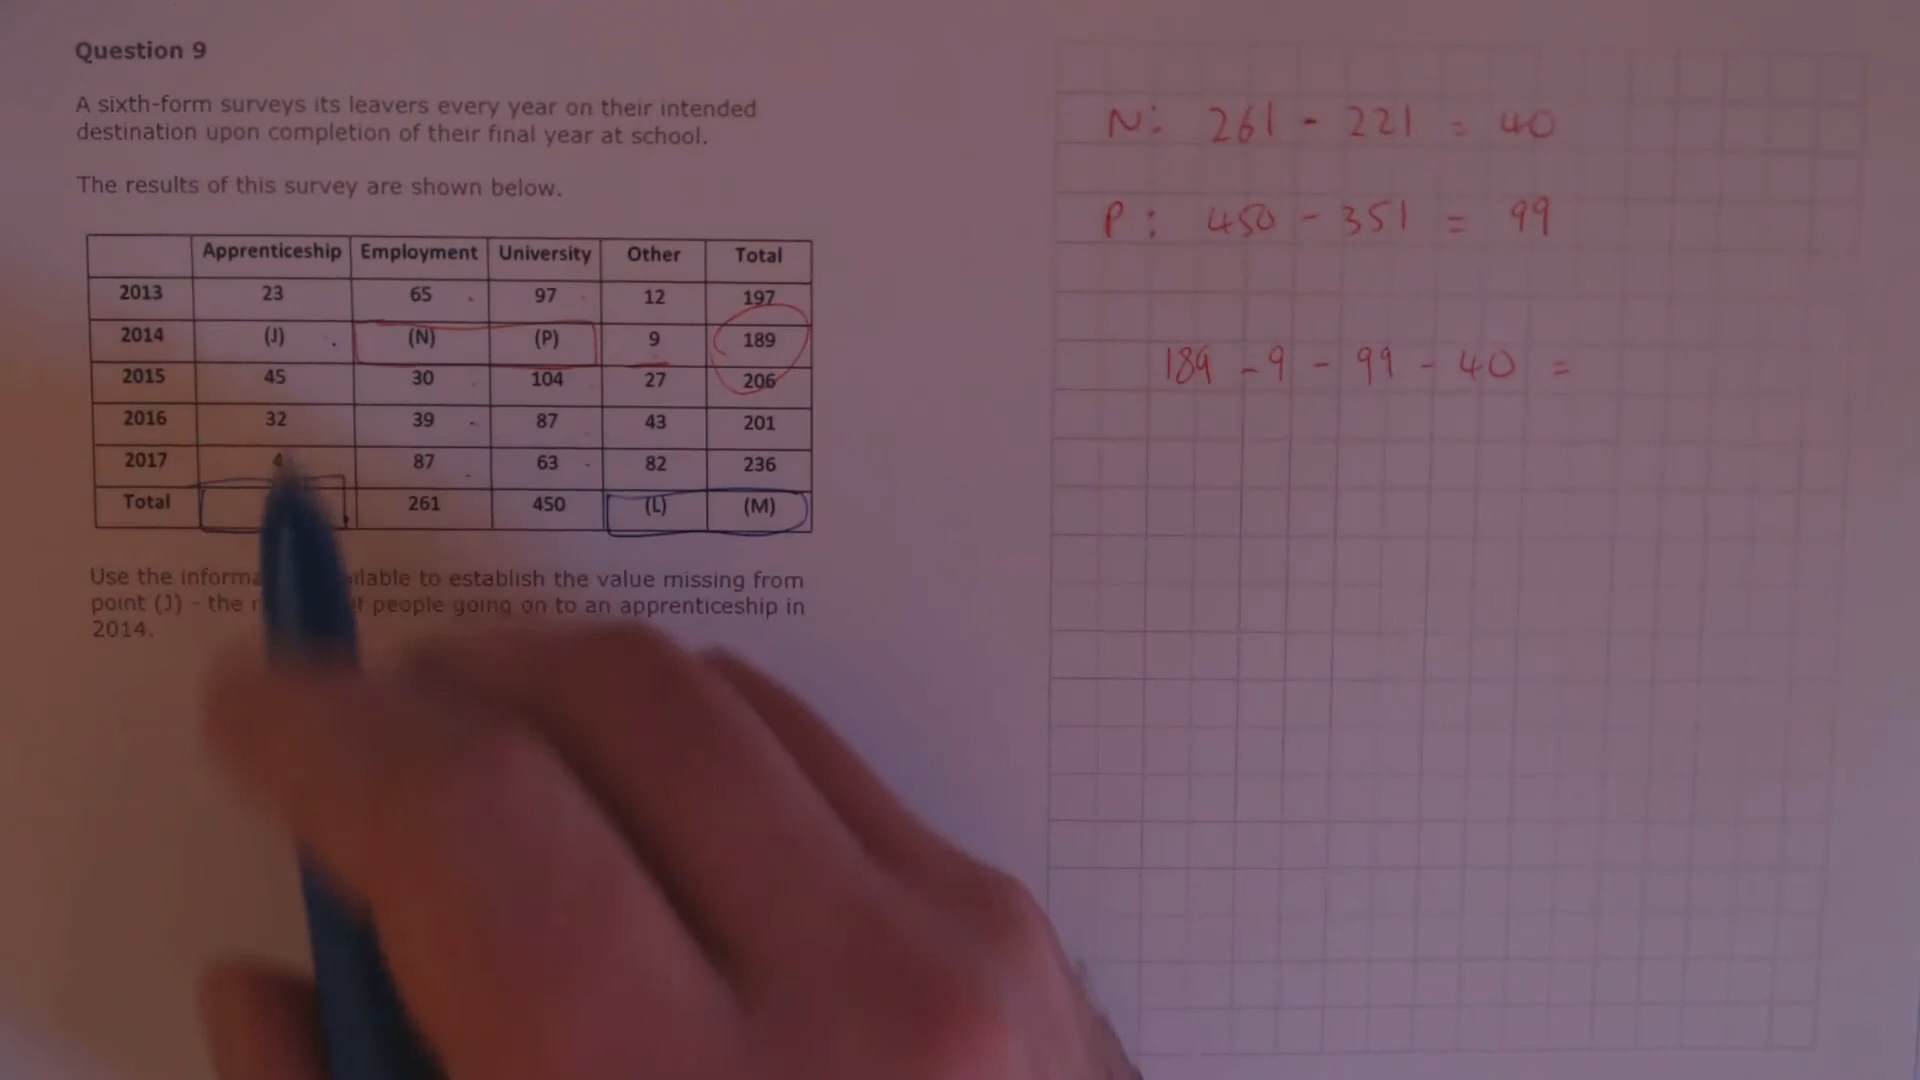 Question 9
A sixth-form surveys its leavers every year on their intended
destination upon completion of their final year at school.
The results of this survey are shown below.
Apprenticeship Employment University Other Total
2013 23 65 97 12 197
2014 (J) (N) (P) 9 189
2015 45 30 104 27 206
2016 32 39 87 43 201
2017 87 63 82 236
Total 261 450 (L) (M)
Use the to establish the value missing from
point (J) - the people going on to an apprenticeship in
2014.
N: 261 - 221 = 40
P: 450 - 351 = 99
189 - 9 - 99 - 40 =